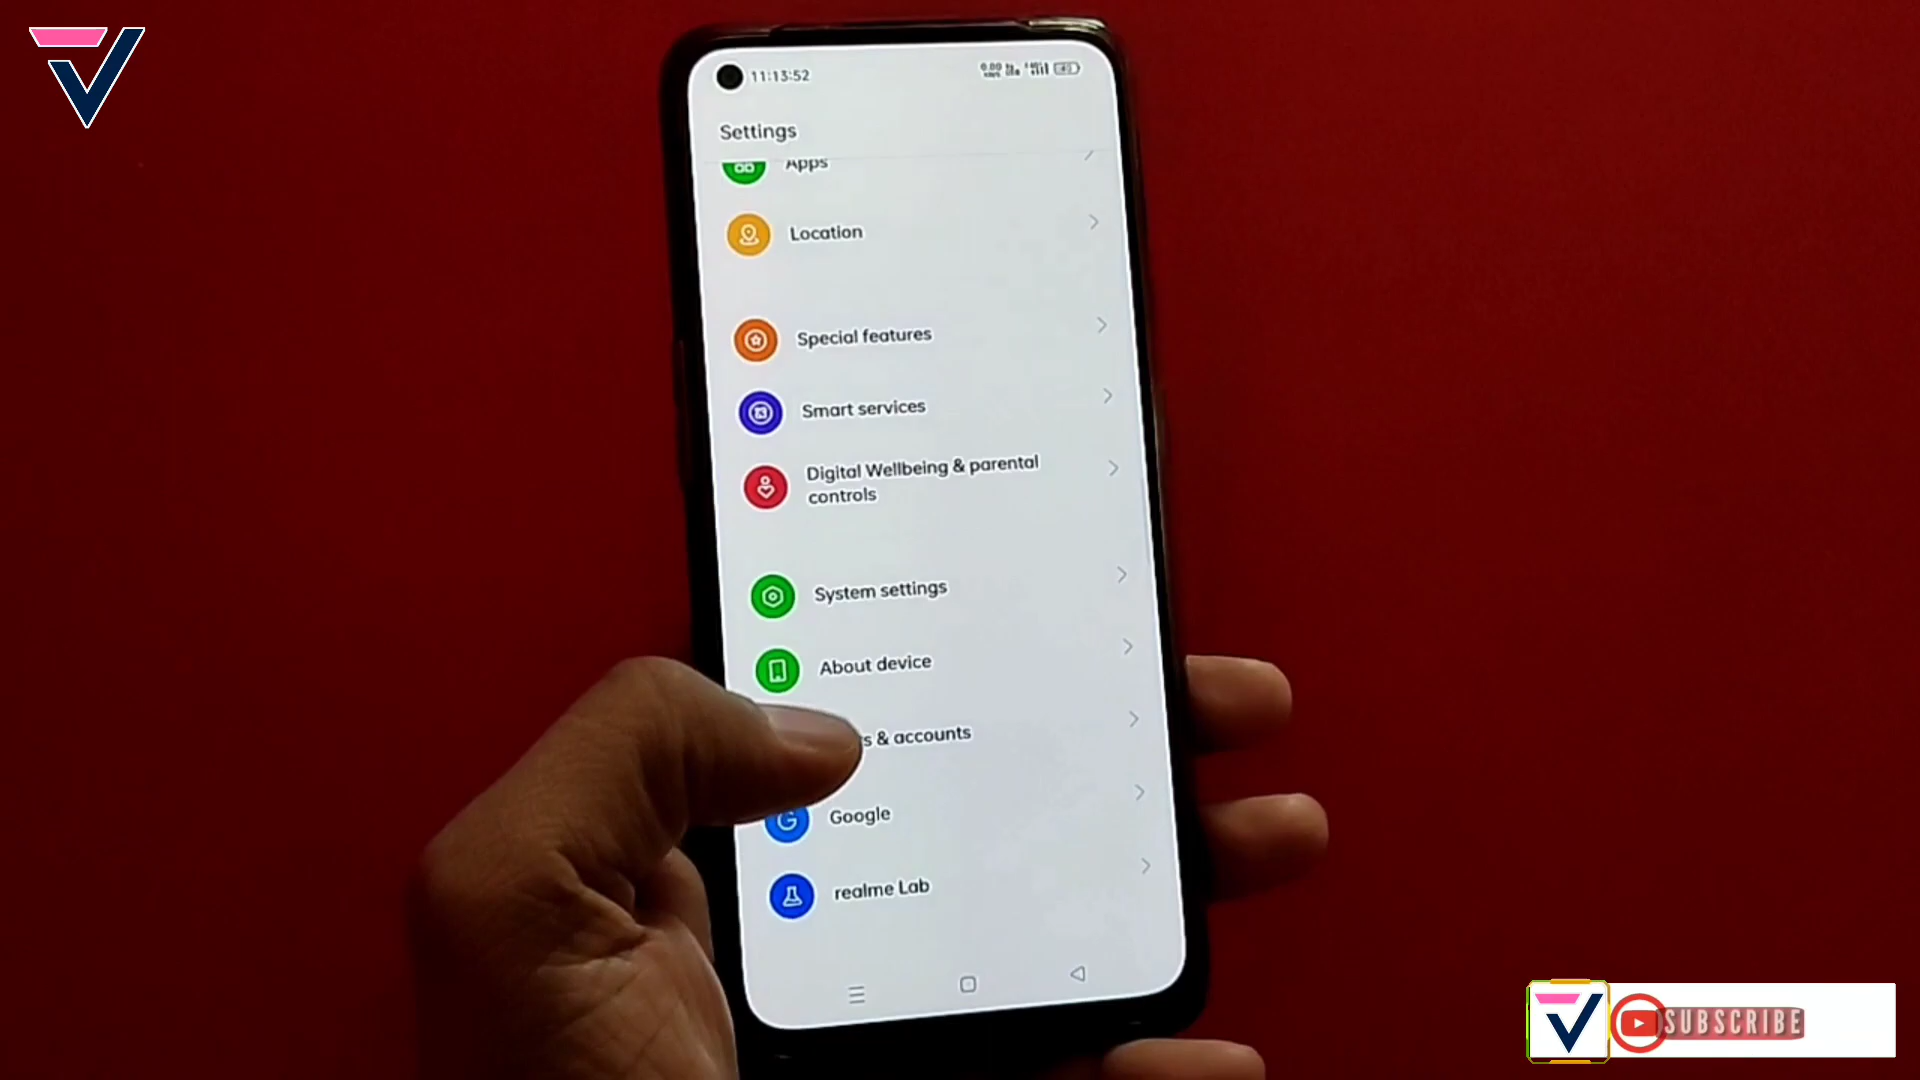 11:13:52
Settings
Apps
Location
Special features
Smart services
Digital Wellbeing & parental
controls
System settings
About device
& accounts
Google
realme Lab
SUBSCRIBE